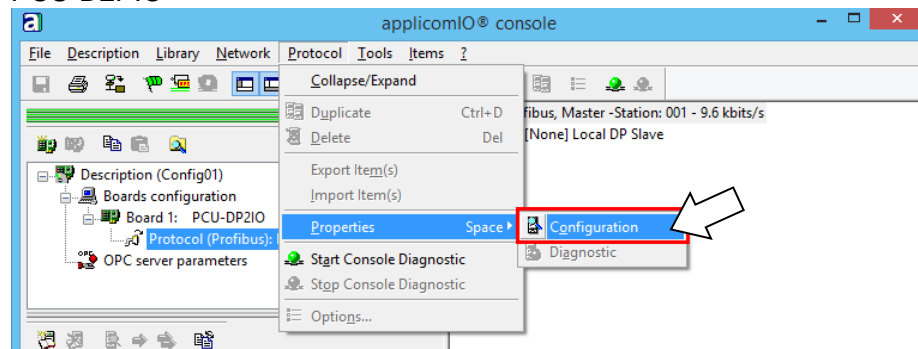 applicomIO® console
File Description Library Network Protocol Tools Items ?
Collapse/Expand
Duplicate Ctrl+D
Delete Del
Export Item(s)
Import Item(s)
Properties Space
Start Console Diagnostic
Stop Console Diagnostic
Options...
Configuration
Diagnostic
fibus, Master -Station: 001 - 9.6 kbits/s
[None] Local DP Slave
Description (Config01)
Boards configuration
Board 1: PCU-DP2IO
Protocol (Profibus):
OPC server parameters